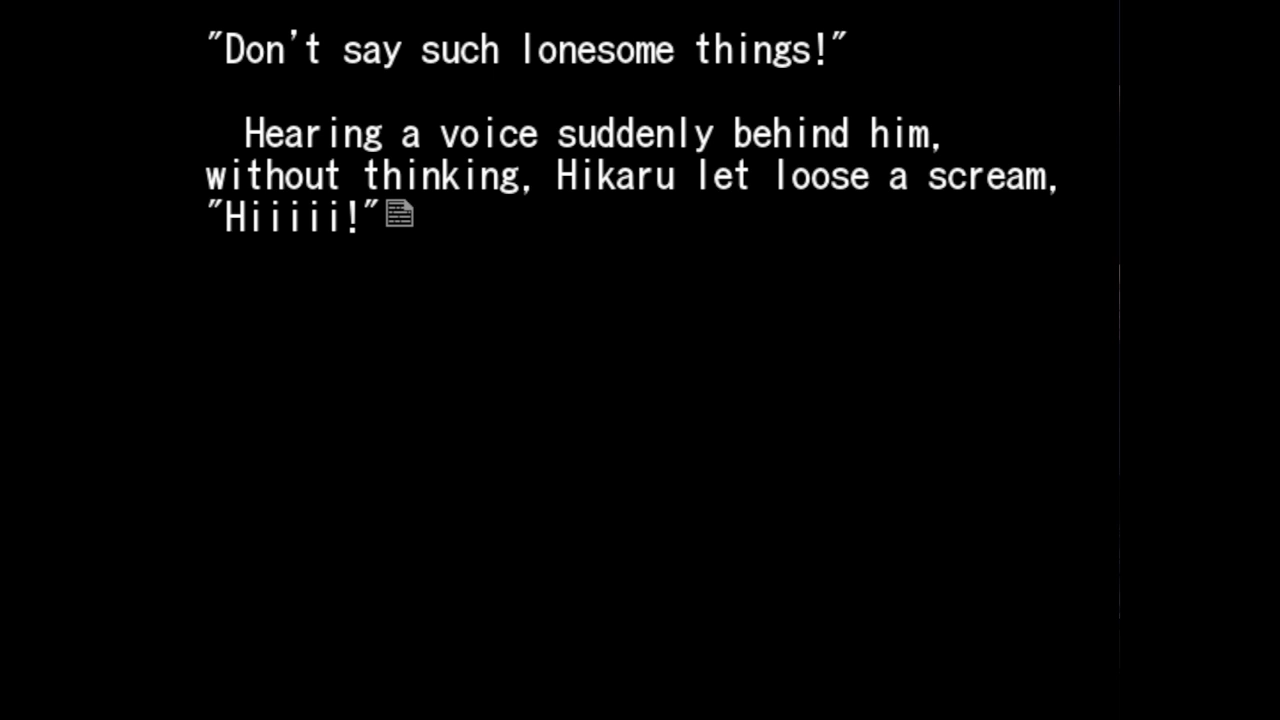 "Don't say such lonesome things!"
Hearing a voice suddenly behind him,
without thinking, Hikaru let loose a scream,
"Hiiiii!"